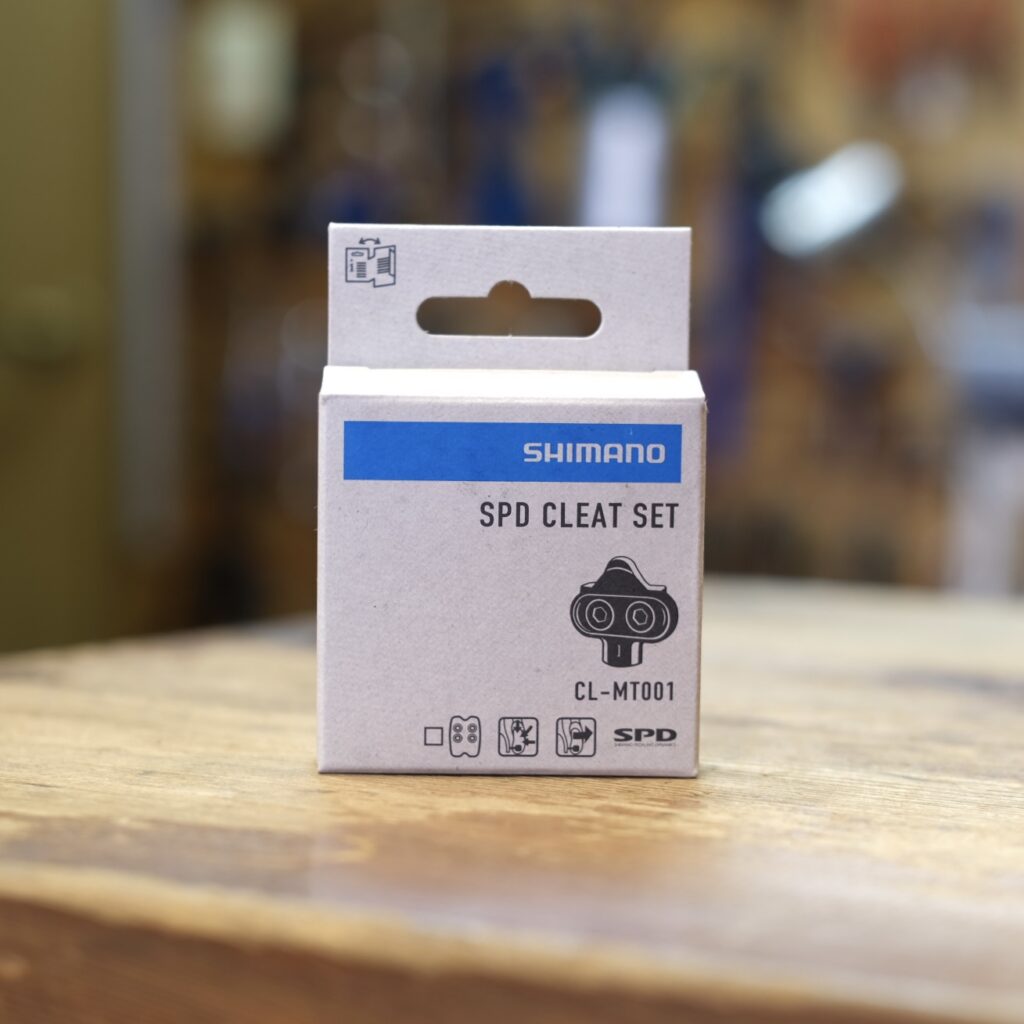 SHIMANO
SPD CLEAT SET
CL-MT001
SPD